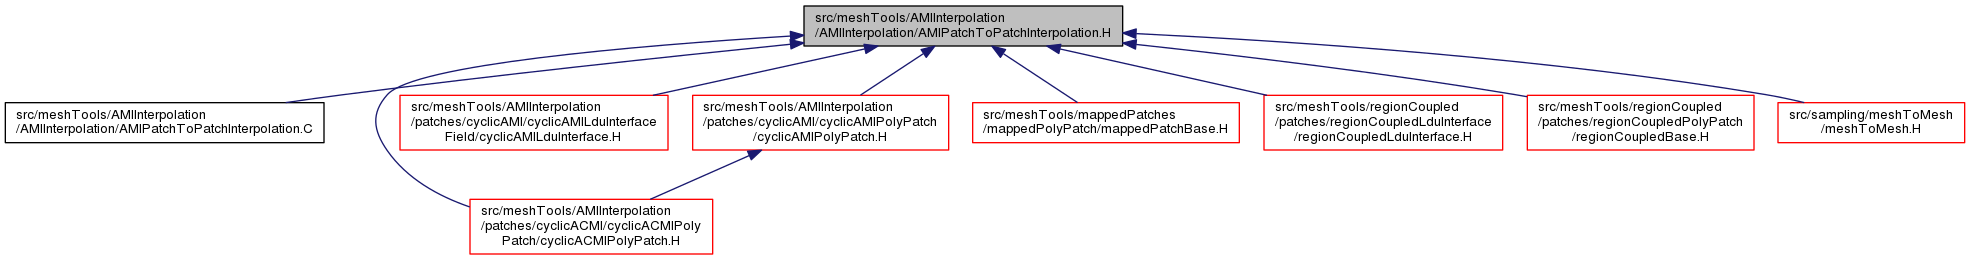 src/meshTools/AMIInterpolation
/AMIInterpolation/AMIPatchToPatchInterpolation.H
src/meshTools/AMIInterpolation
/AMIInterpolation/AMIPatchToPatchInterpolation.C
src/meshTools/AMIInterpolation
/patches/cyclicAMI/cyclicAMILduInterface
Field/cyclicAMILduInterface.H
src/meshTools/AMIInterpolation
/patches/cyclicAMI/cyclicAMIPolyPatch
/cyclicAMIPolyPatch.H
src/meshTools/mappedPatches
/mappedPolyPatch/mappedPatchBase.H
src/meshTools/regionCoupled
/patches/regionCoupledLduInterface
/regionCoupledLduInterface.H
src/meshTools/regionCoupled
/patches/regionCoupledPolyPatch
/regionCoupledBase.H
src/sampling/meshToMesh
/meshToMesh.H
src/meshTools/AMIInterpolation
/patches/cyclicACMI/cyclicACMIPoly
Patch/cyclicACMIPolyPatch.H